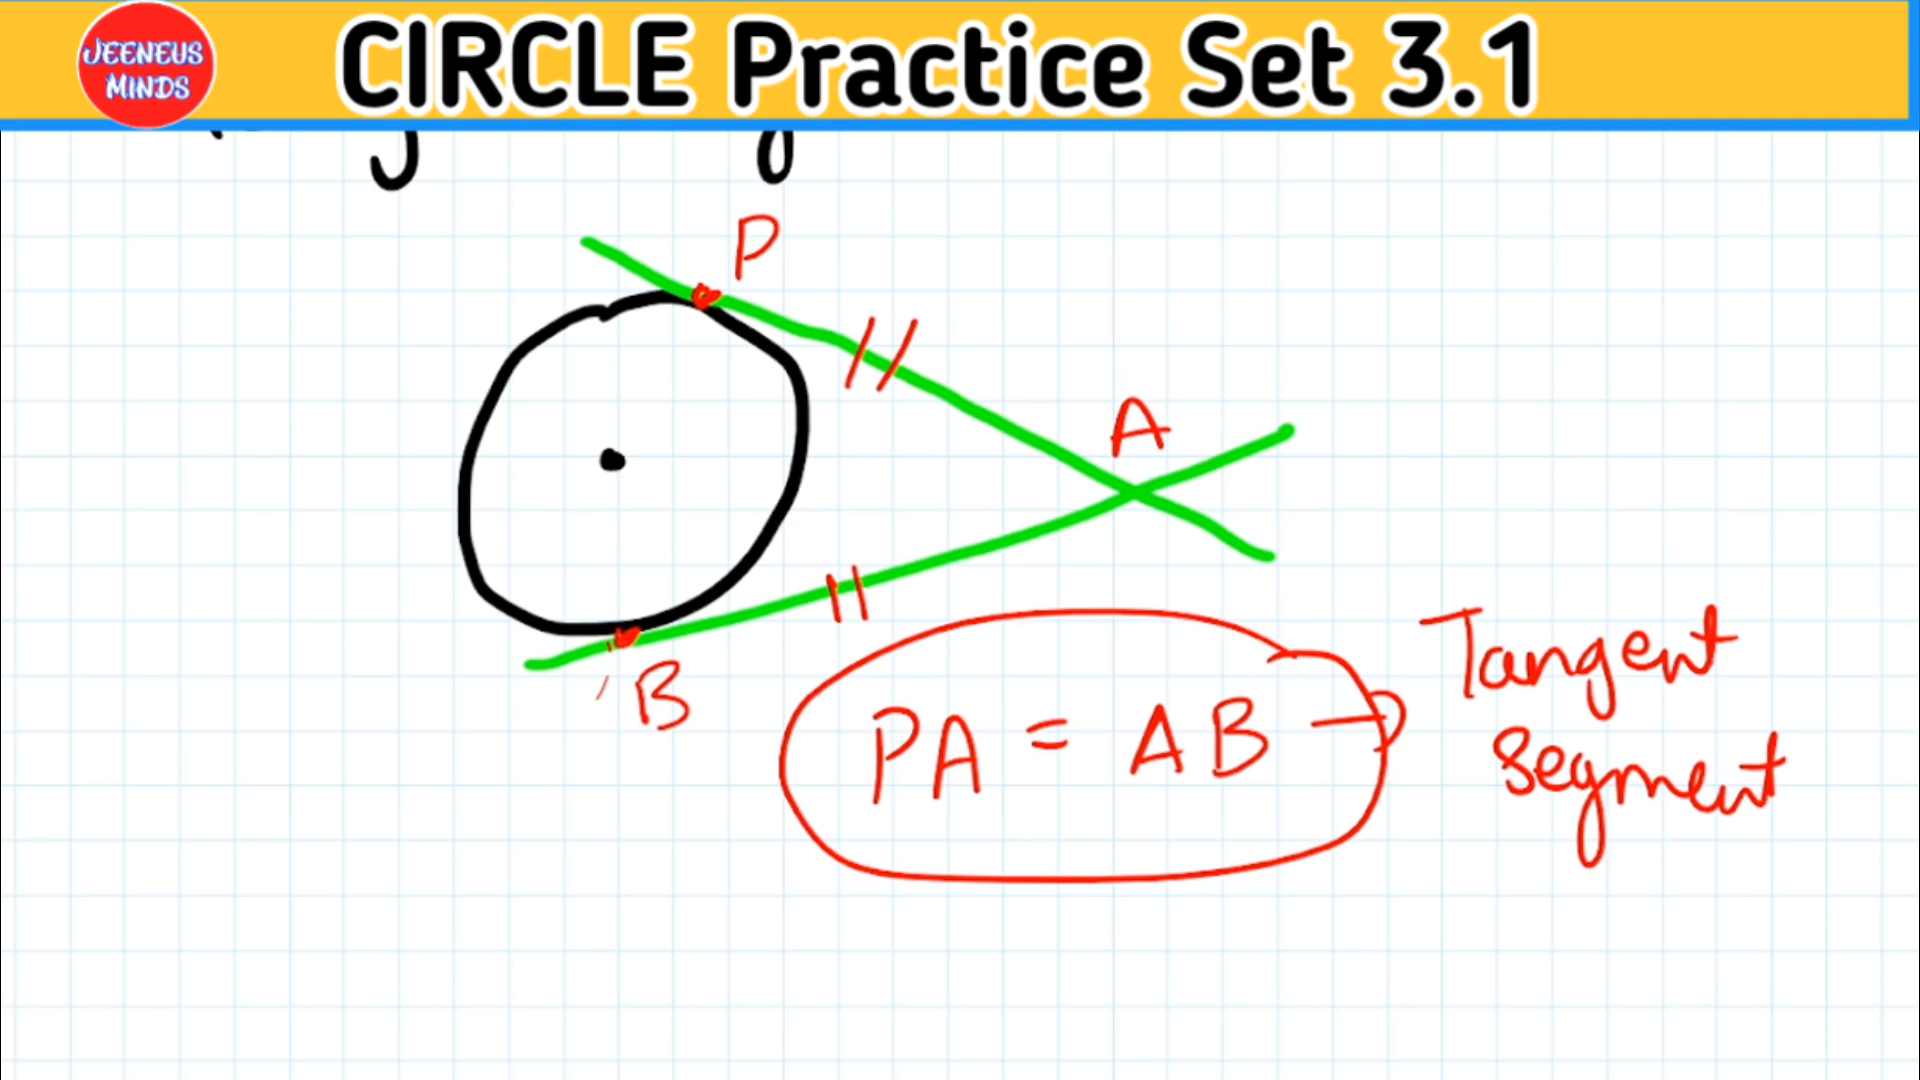 JEENEUS
MINDS
CIRCLE Practice Set 3.1
P
A
B
PA = AB → Tangent
Segment